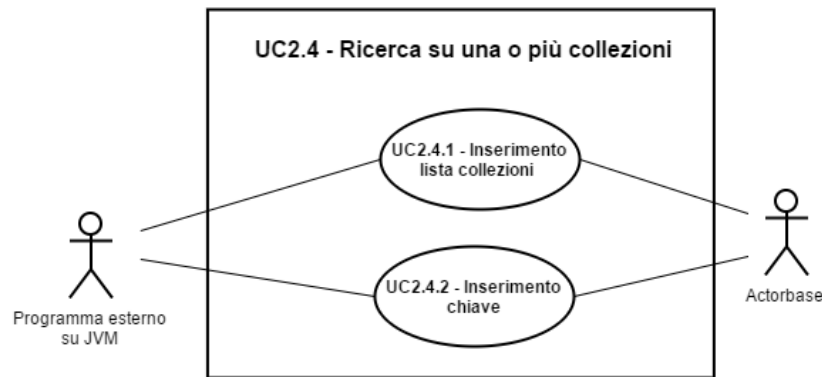 UC2.4 - Ricerca su una o più collezioni
UC2.4.1 - Inserimento
lista collezioni
UC2.4.2 - Inserimento
chiave
Programma esterno
su JVM
Actorbase